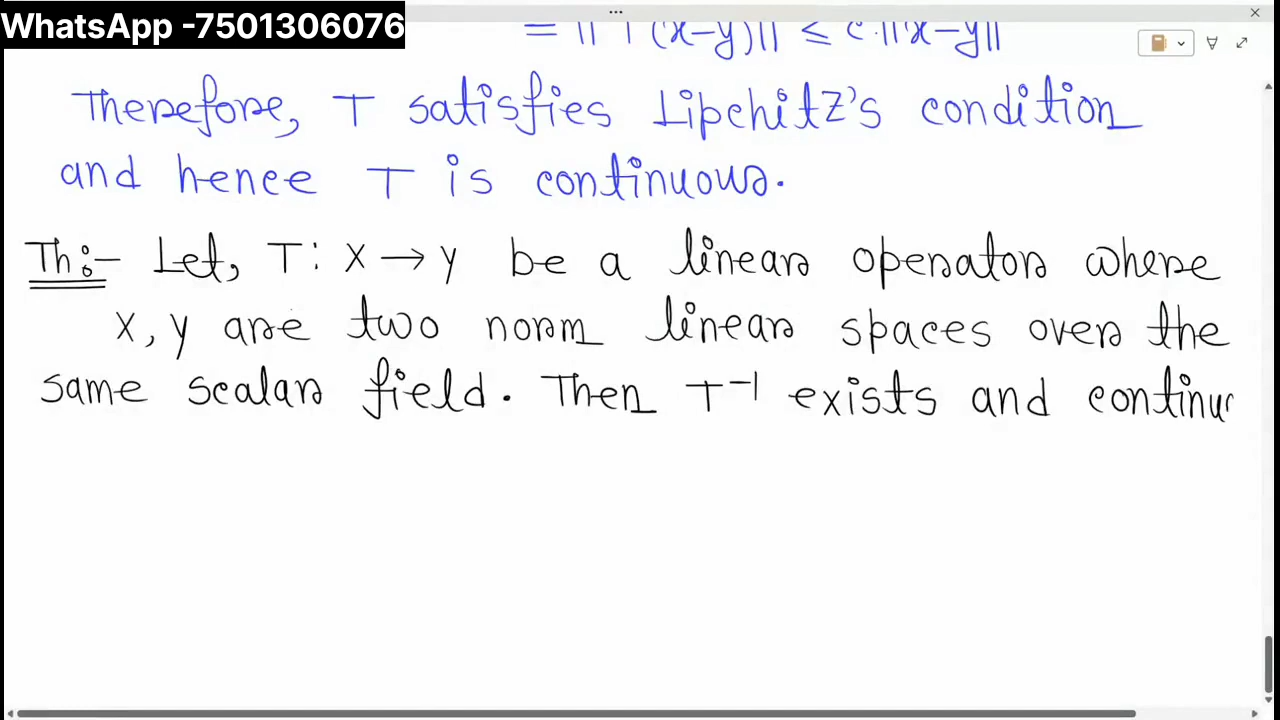 WhatsApp -7501306076
= ||T(x-y)|| ≤ c.||x-y||
Therefore, T satisfies Lipchitz's condition
and hence T is continuous.
Th:- Let, T: X → Y be a linear operator where
X, Y are two norm linear spaces over the
same scalar field. Then T⁻¹ exists and continuo